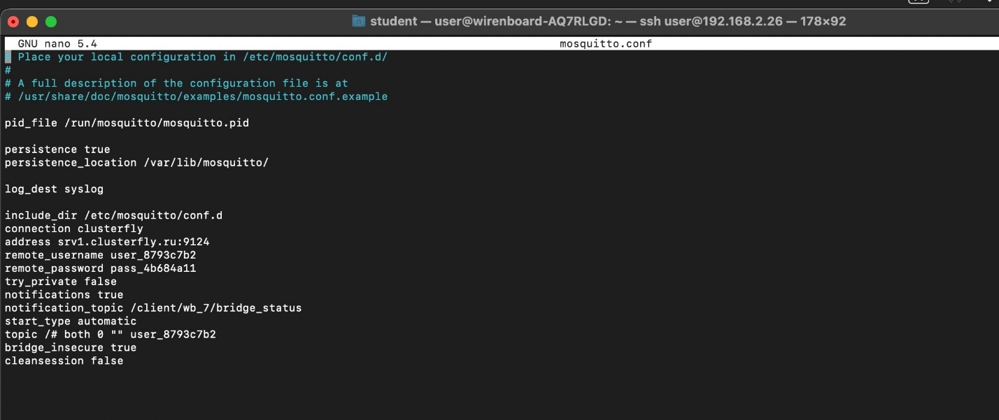 student — user@wirenboard-AQ7RLGD: ~ — ssh user@192.168.2.26 — 178×92
GNU nano 5.4 mosquitto.conf
# Place your local configuration in /etc/mosquitto/conf.d/
#
# A full description of the configuration file is at
# /usr/share/doc/mosquitto/examples/mosquitto.conf.example
pid_file /run/mosquitto/mosquitto.pid
persistence true
persistence_location /var/lib/mosquitto/
log_dest syslog
include_dir /etc/mosquitto/conf.d
connection clusterfly
address srv1.clusterfly.ru:9124
remote_username user_8793c7b2
remote_password pass_4b684a11
try_private false
notifications true
notification_topic /client/wb_7/bridge_status
start_type automatic
topic /# both 0 "" user_8793c7b2
bridge_insecure true
cleansession false